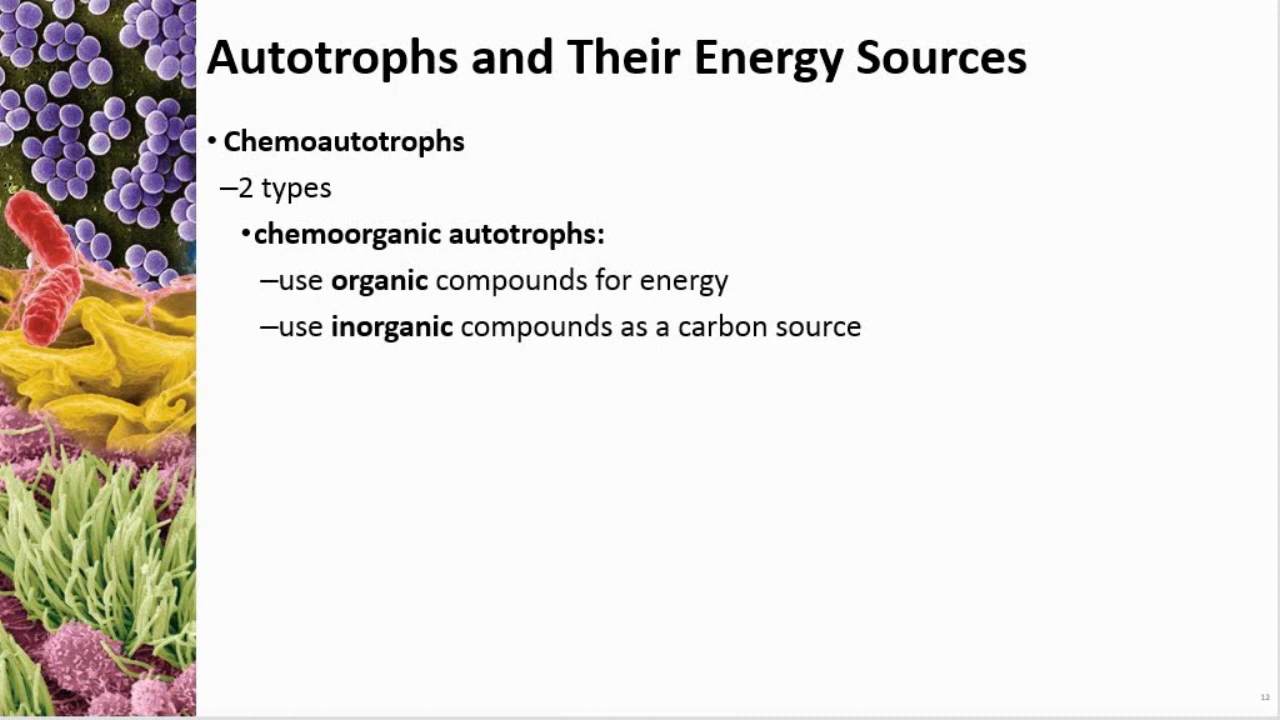 Autotrophs and Their Energy Sources
• Chemoautotrophs
–2 types
•chemoorganic autotrophs:
–use organic compounds for energy
–use inorganic compounds as a carbon source
12